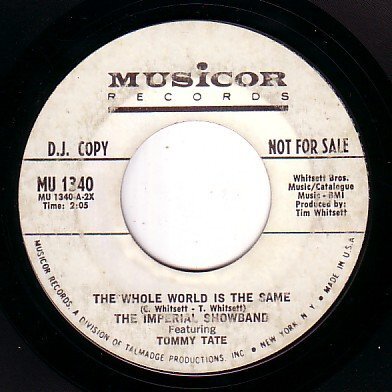 MUSICOR
RECORDS
D.J. COPY
NOT FOR SALE
MU 1340
MU 1340-A-2X
Time: 2:05
Whitsett Bros.
Music/Catalogue
Music - BMI
Produced by:
Tim Whitsett
THE WHOLE WORLD IS THE SAME
(C. Whitsett - T. Whitsett)
THE IMPERIAL SHOWBAND
Featuring
TOMMY TATE
MUSICOR RECORDS, A DIVISION OF TALMADGE PRODUCTIONS, INC. • NEW YORK, N.Y. • MADE IN U.S.A.